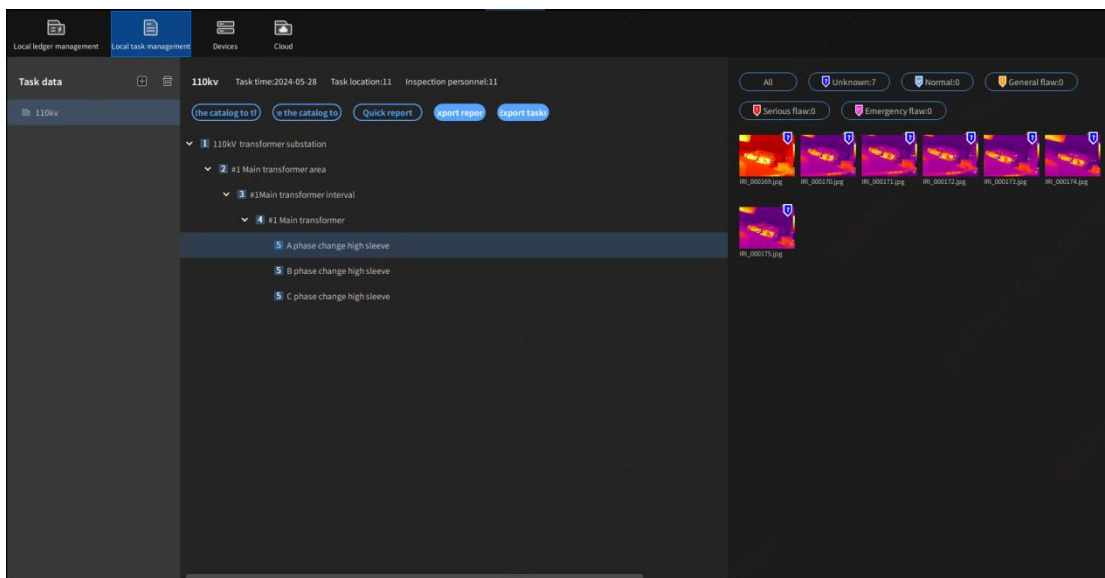 Local ledger management
Local task management
Devices
Cloud
Task data
110kv
110kv Task time:2024-05-28 Task location:11 Inspection personnel:11
the catalog to tl
e the catalog to
Quick report
xport repor
Export tasks
1 110kV transformer substation
2 #1 Main transformer area
3 #1Main transformer interval
4 #1 Main transformer
5 A phase change high sleeve
5 B phase change high sleeve
5 C phase change high sleeve
All
Unknown:7
Normal:0
General flaw:0
Serious flaw:0
Emergency flaw:0
IRI_000169.jpg
IRI_000170.jpg
IRI_000171.jpg
IRI_000172.jpg
IRI_000173.jpg
IRI_000174.jpg
IRI_000175.jpg